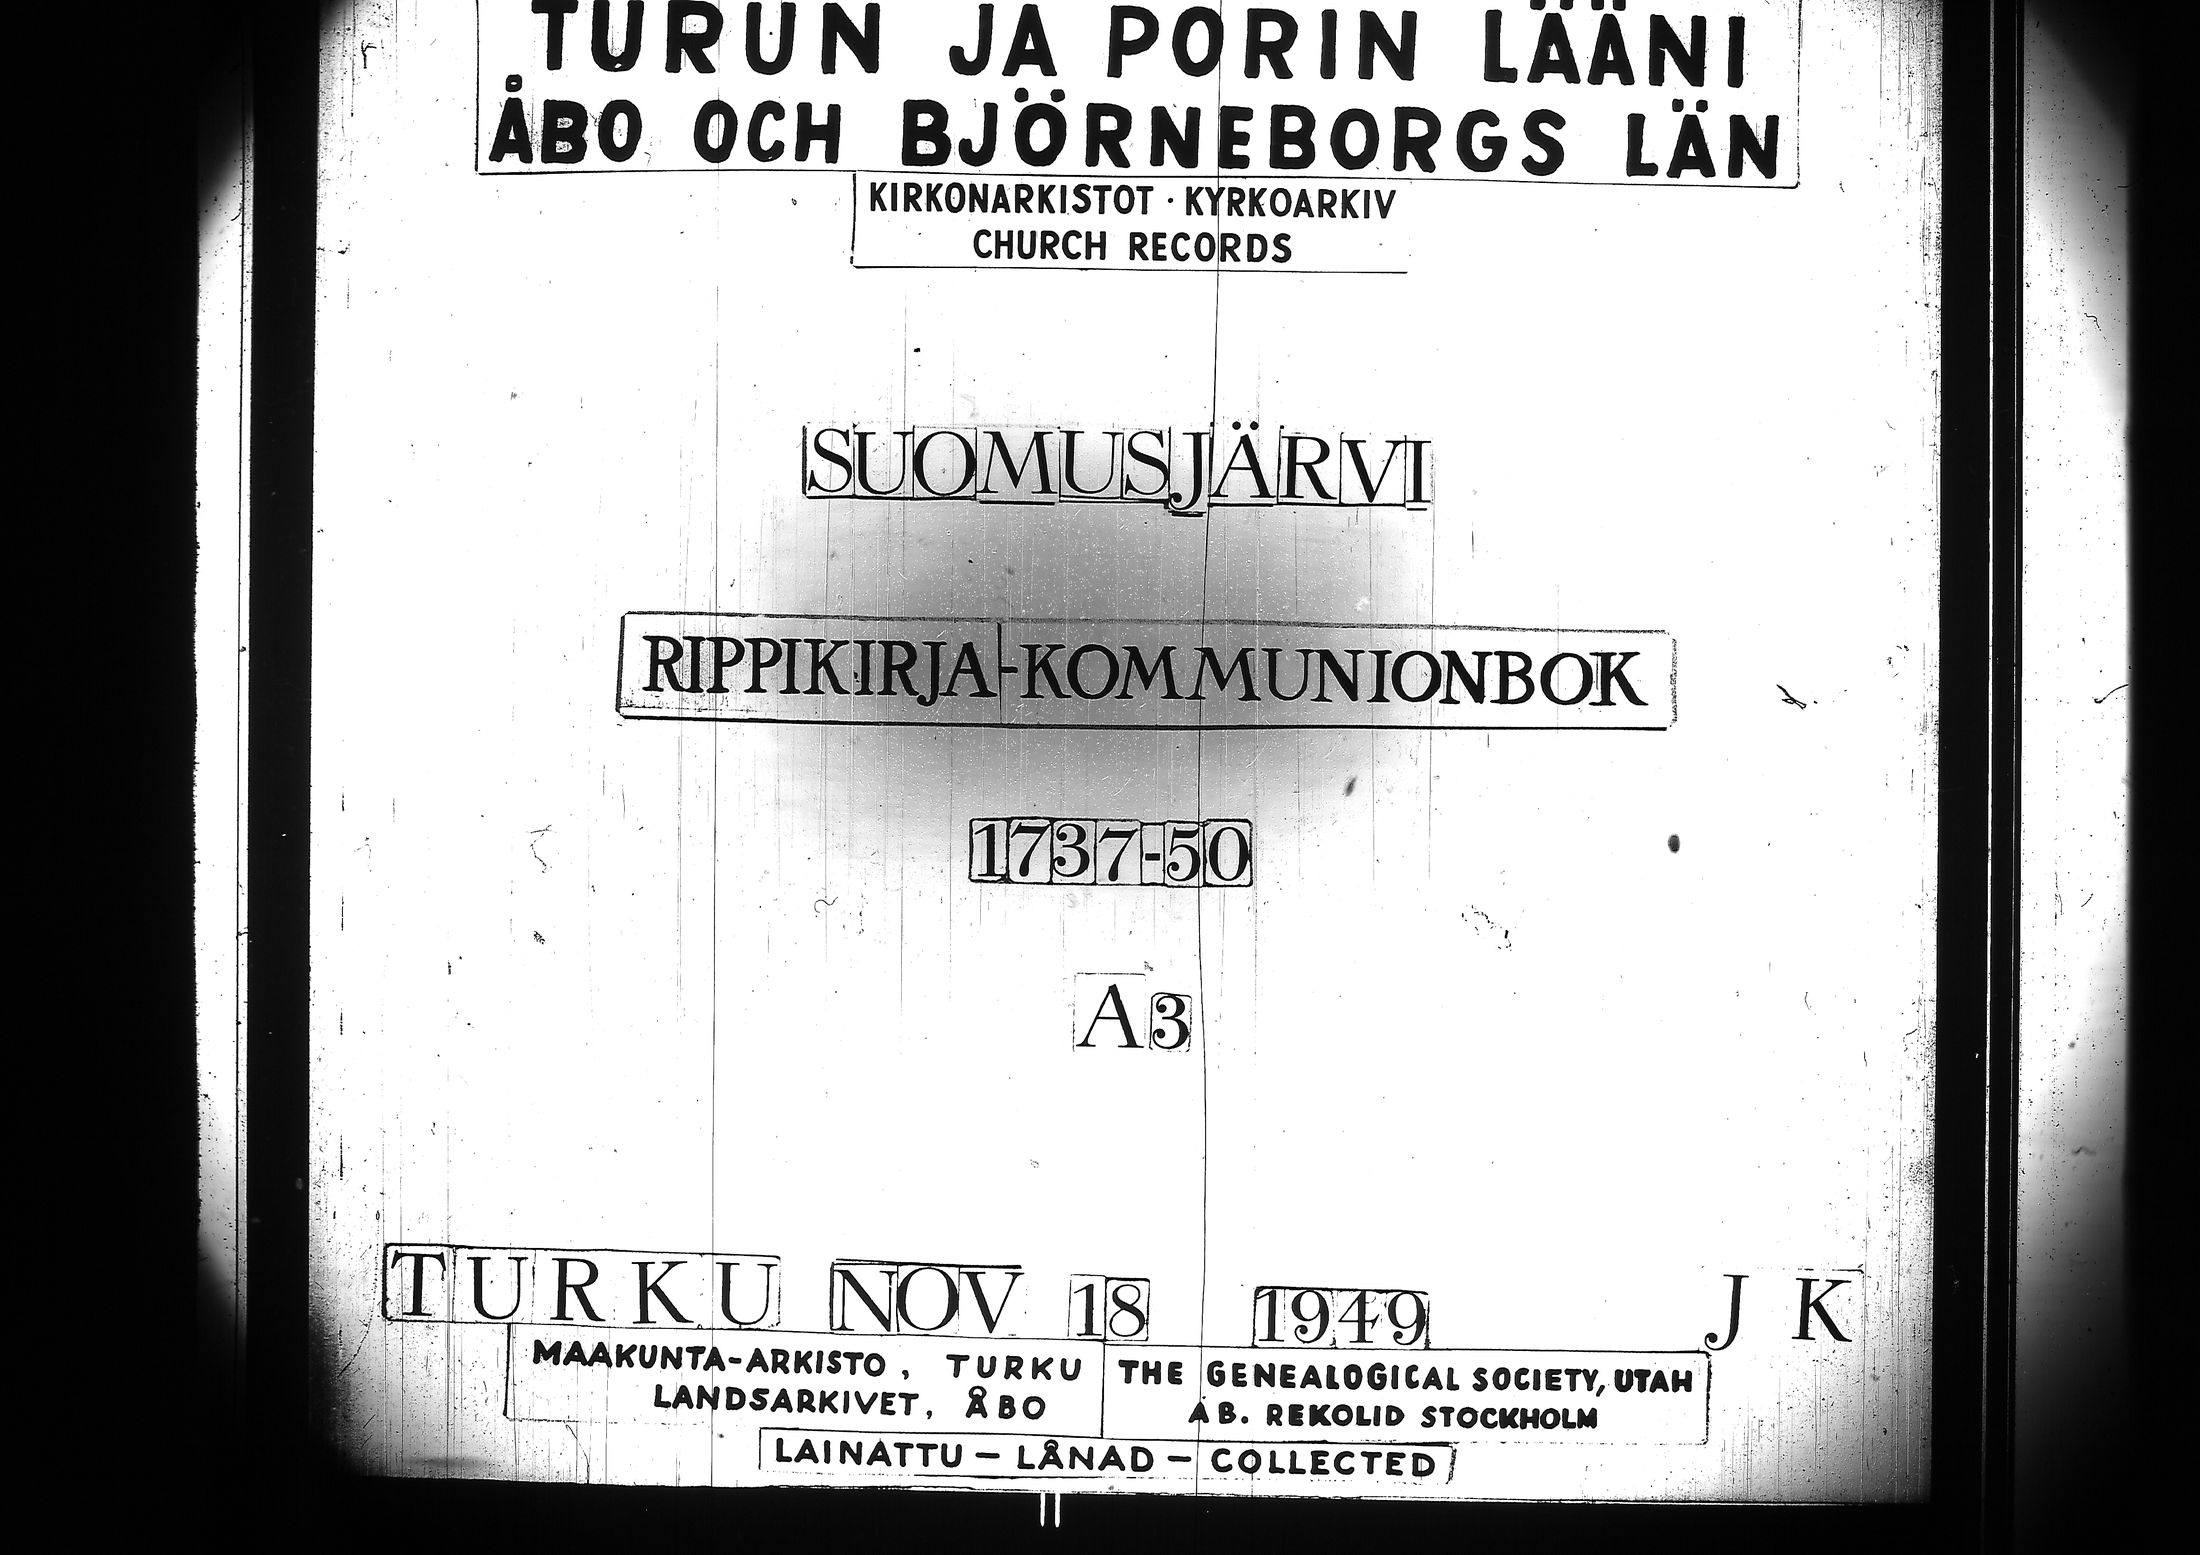 TURUN JA PORIN LÄÄNI
ÅBO OCH BJÖRNEBORGS LÄN
KIRKONARKISTOT · KYRKOARKIV
CHURCH RECORDS
SUOMUSJÄRVI
RIPPIKIRJA-KOMMUNIONBOK
1737-50
A3
TURKU NOV 18 1949 J K
MAAKUNTA-ARKISTO, TURKU
LANDSARKIVET, ÅBO
THE GENEALOGICAL SOCIETY, UTAH
AB. REKOLID STOCKHOLM
LAINATTU - LÅNAD - COLLECTED